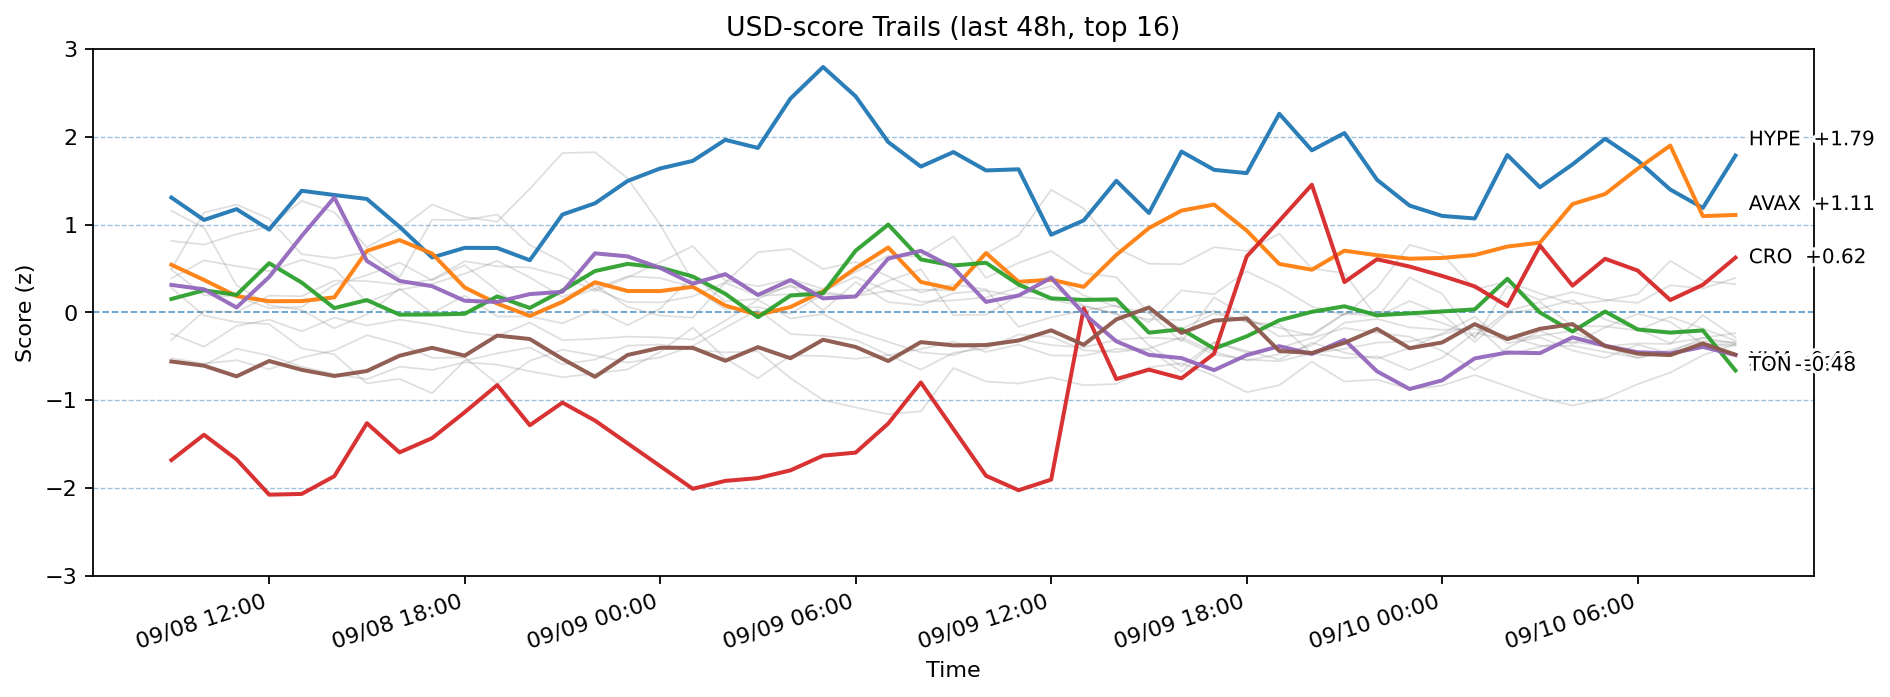 USD-score Trails (last 48h, top 16)
3
2
1
0
−1
−2
−3
Score (z)
HYPE +1.79
AVAX +1.11
CRO +0.62
TON -0.48
09/08 12:00
09/08 18:00
09/09 00:00
09/09 06:00
09/09 12:00
09/09 18:00
09/10 00:00
09/10 06:00
Time